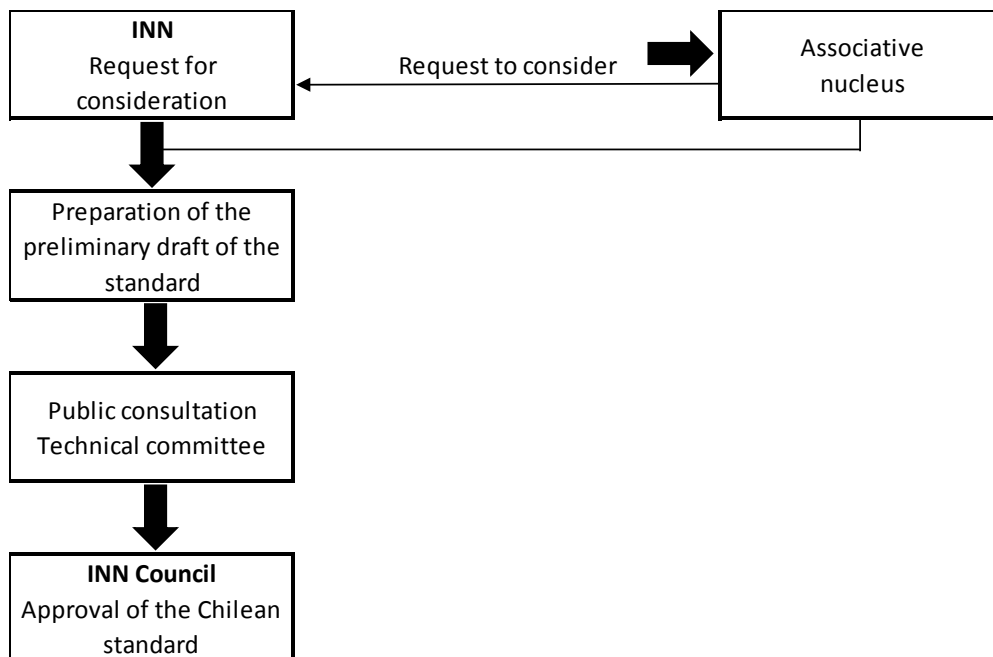 INN
Request for
consideration
Request to consider
Associative
nucleus
Preparation of the
preliminary draft of the
standard
Public consultation
Technical committee
INN Council
Approval of the Chilean
standard